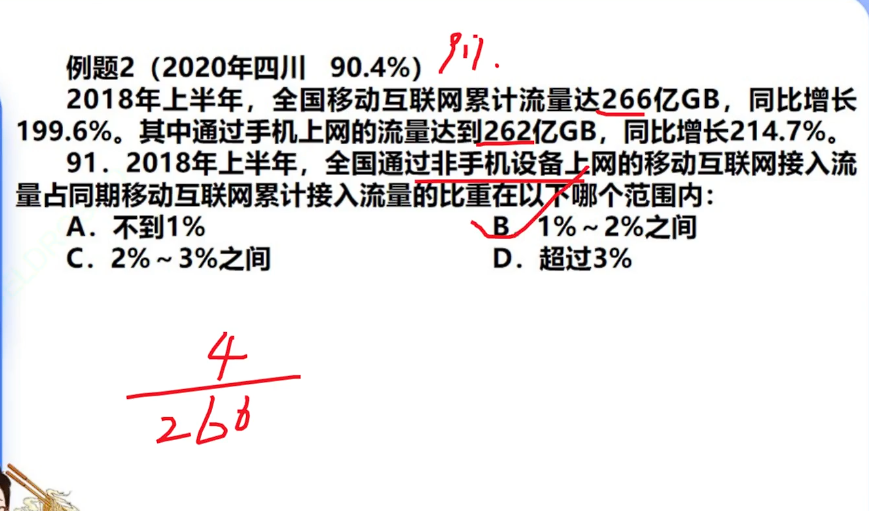 例题2（2020年四川 90.4%）
2018年上半年，全国移动互联网累计流量达266亿GB，同比增长
199.6%。其中通过手机上网的流量达到262亿GB，同比增长214.7%。
91．2018年上半年，全国通过非手机设备上网的移动互联网接入流
量占同期移动互联网累计接入流量的比重在以下哪个范围内：
A．不到1% B．1%～2%之间
C．2%～3%之间 D．超过3%
4
266